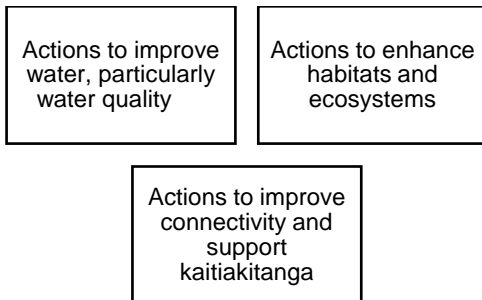 Actions to improve
water, particularly
water quality
Actions to enhance
habitats and
ecosystems
Actions to improve
connectivity and
support
kaitiakitanga